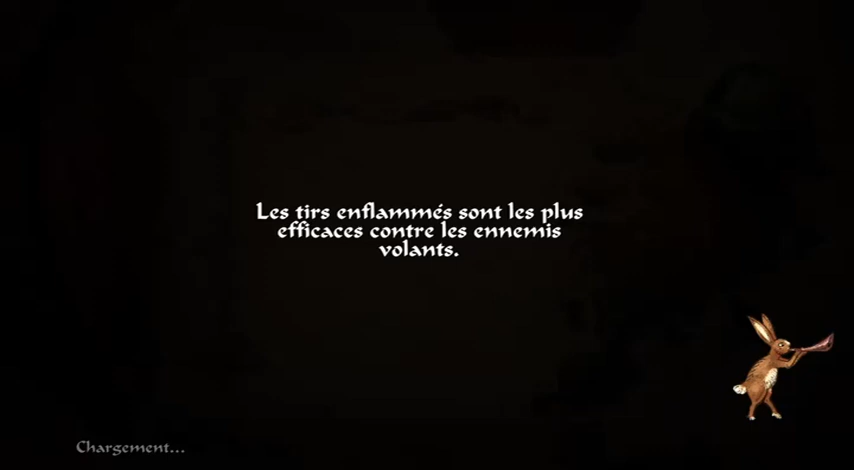 Les tirs enflammés sont les plus
efficaces contre les ennemis
volants.
Chargement...